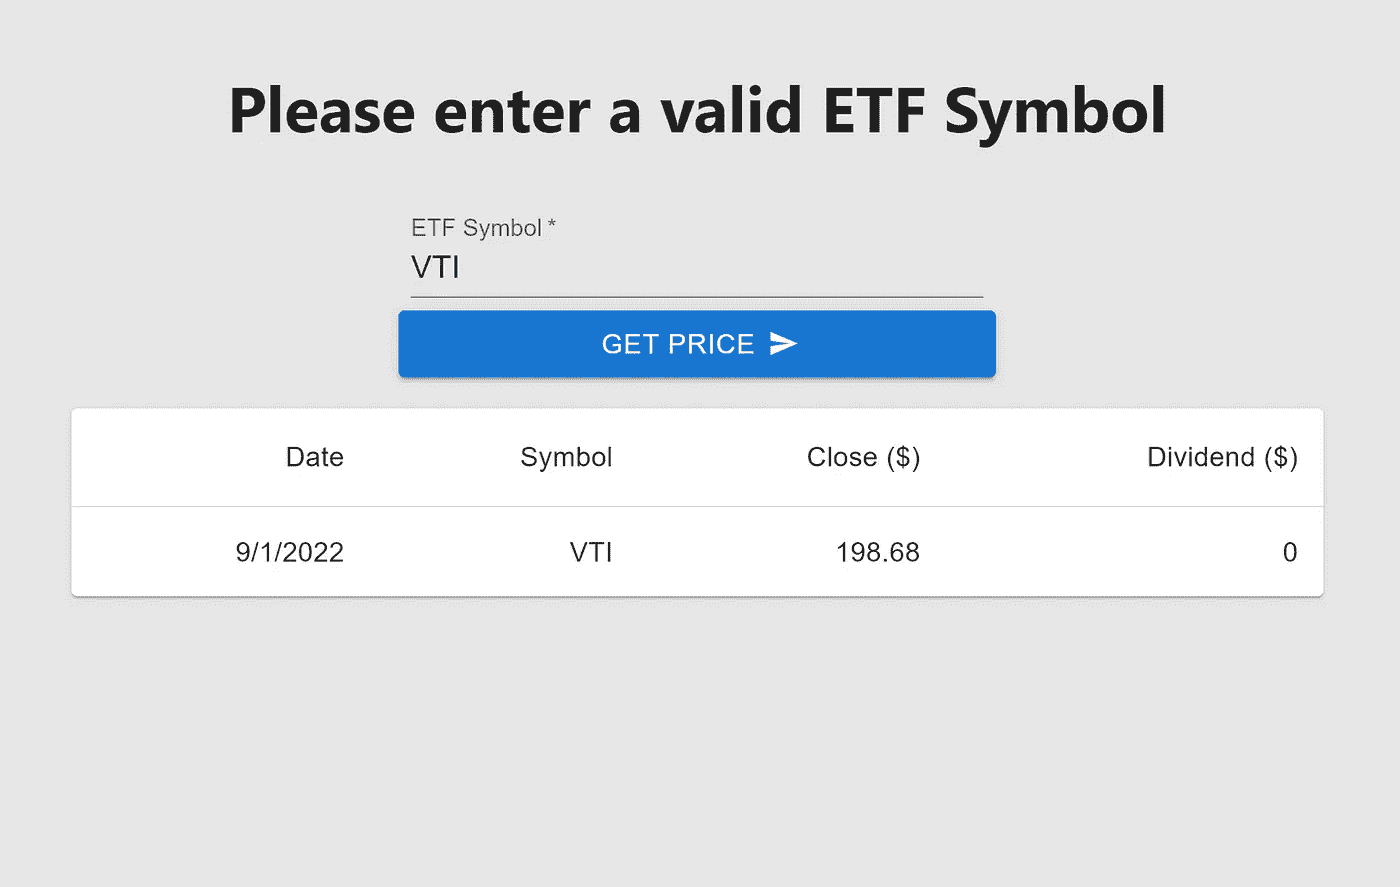 Please enter a valid ETF Symbol
ETF Symbol *
VTI
GET PRICE
Date Symbol Close ($) Dividend ($)
9/1/2022 VTI 198.68 0